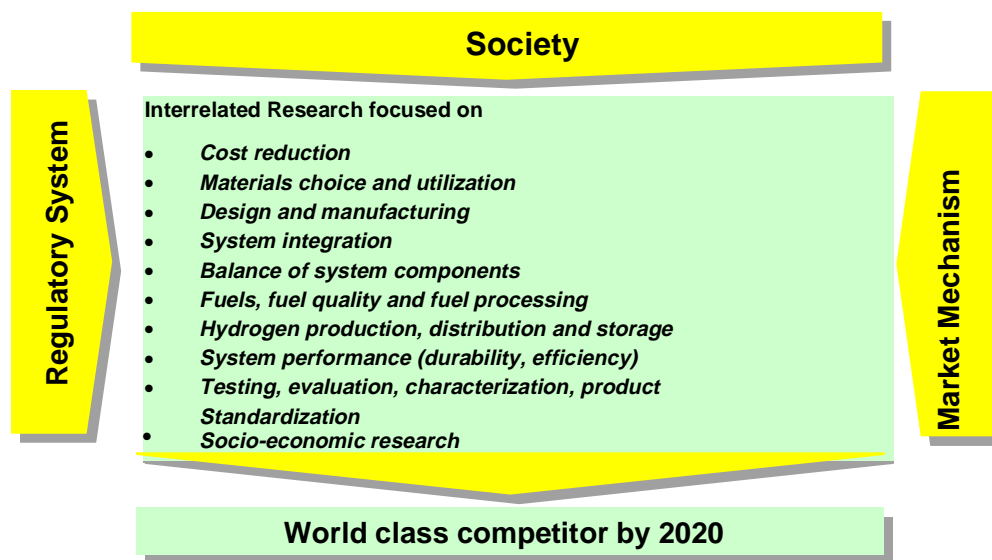 Society
Regulatory System
Interrelated Research focused on
• Cost reduction
• Materials choice and utilization
• Design and manufacturing
• System integration
• Balance of system components
• Fuels, fuel quality and fuel processing
• Hydrogen production, distribution and storage
• System performance (durability, efficiency)
• Testing, evaluation, characterization, product
Standardization
• Socio-economic research
Market Mechanism
World class competitor by 2020